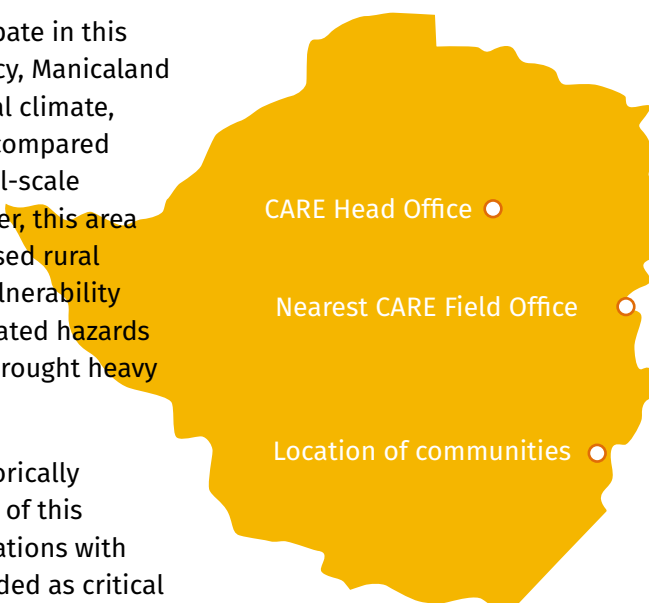 pate in this
cy, Manicaland
al climate,
compared
l-scale
er, this area
sed rural
lnerability
ated hazards
rought heavy
orically
of this
ations with
ded as critical
CARE Head Office
Nearest CARE Field Office
Location of communities